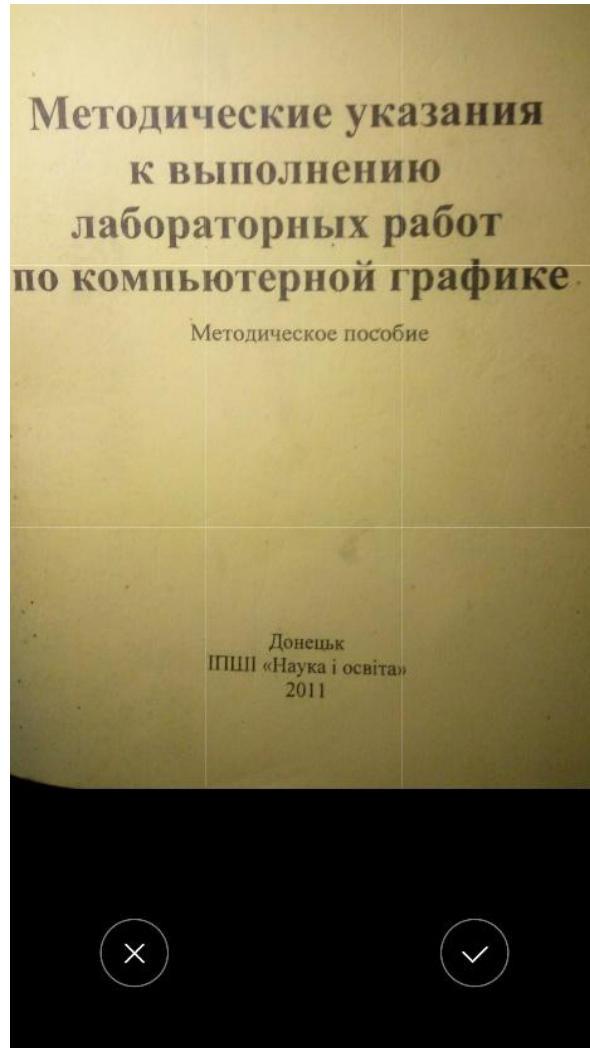 Методические указания
к выполнению
лабораторных работ
по компьютерной графике
Методическое пособие
Донецьк
ІПШІ «Наука і освіта»
2011